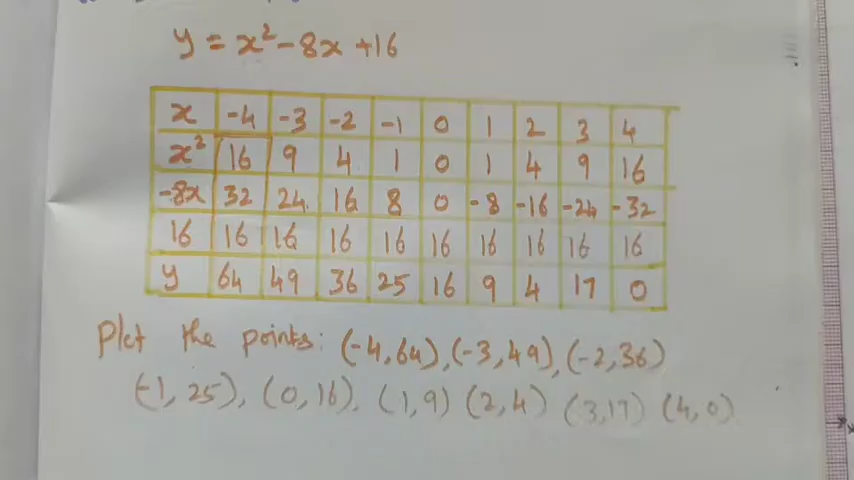 y = x² - 8x + 16
x -4 -3 -2 -1 0 1 2 3 4
x² 16 9 4 1 0 1 4 9 16
-8x 32 24 16 8 0 -8 -16 -24 -32
16 16 16 16 16 16 16 16 16 16
y 64 49 36 25 16 9 4 17 0
Plot the points: (-4,64), (-3,49), (-2,36)
(-1,25), (0,16), (1,9) (2,4) (3,17) (4,0)